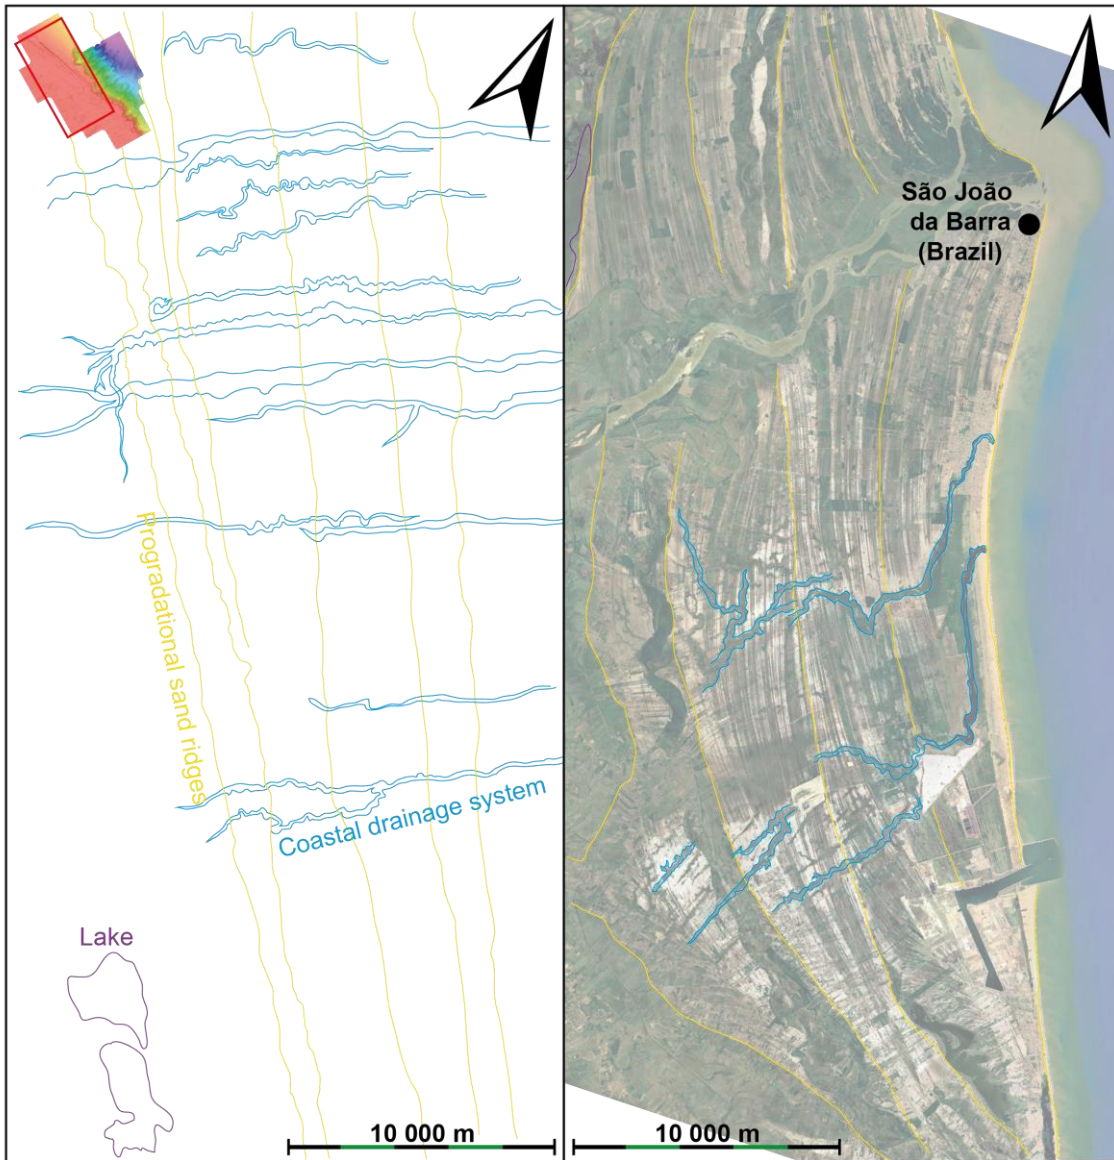 Progradational sand ridges
Coastal drainage system
Lake
10 000 m
São João
da Barra
(Brazil)
10 000 m